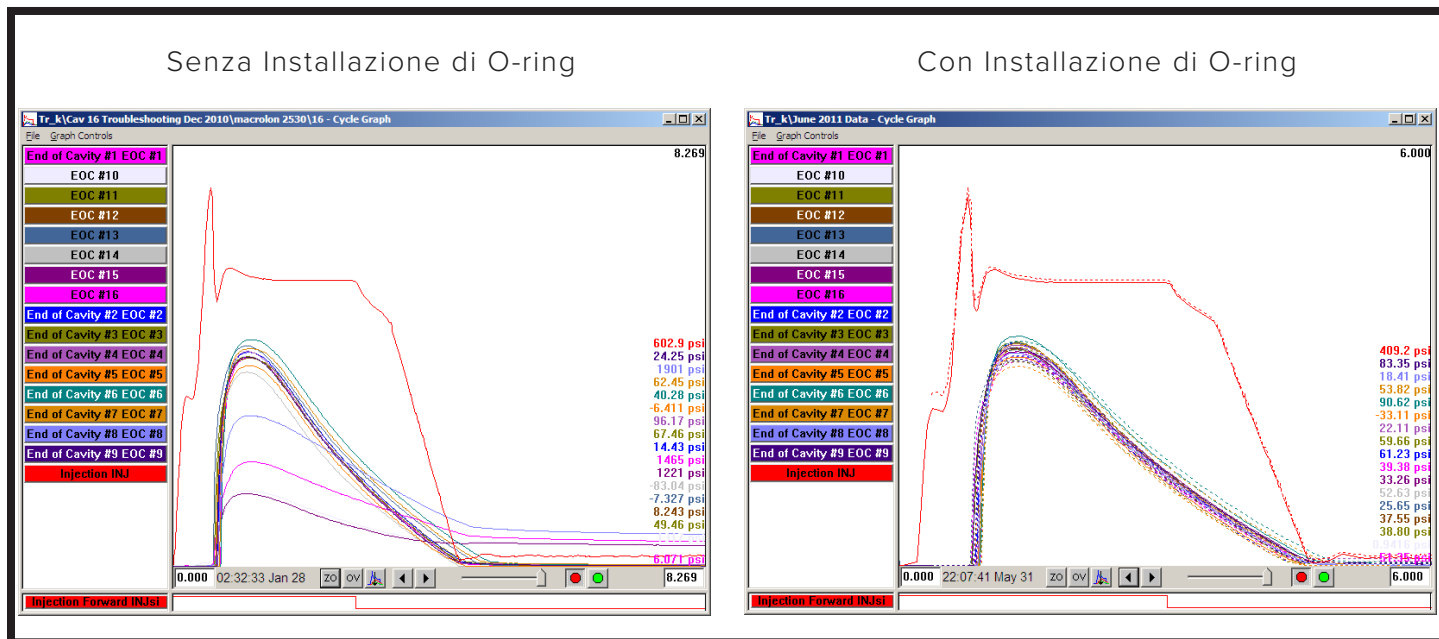 Senza Installazione di O-ring
Tr_k\Cav 16 Troubleshooting Dec 2010\macrolon 2530\16 - Cycle Graph
File Graph Controls
End of Cavity #1 EOC #1
EOC #10
EOC #11
EOC #12
EOC #13
EOC #14
EOC #15
EOC #16
End of Cavity #2 EOC #2
End of Cavity #3 EOC #3
End of Cavity #4 EOC #4
End of Cavity #5 EOC #5
End of Cavity #6 EOC #6
End of Cavity #7 EOC #7
End of Cavity #8 EOC #8
End of Cavity #9 EOC #9
Injection INJ
8.269
602.9 psi
24.25 psi
1901 psi
62.45 psi
40.28 psi
-6.411 psi
96.17 psi
67.46 psi
14.43 psi
1465 psi
1221 psi
-83.04 psi
-7.327 psi
8.243 psi
49.46 psi
6.071 psi
0.000 02:32:33 Jan 28 ZO OV 8.269
Injection Forward INJsi
Con Installazione di O-ring
Tr_k\June 2011 Data - Cycle Graph
File Graph Controls
End of Cavity #1 EOC #1
EOC #10
EOC #11
EOC #12
EOC #13
EOC #14
EOC #15
EOC #16
End of Cavity #2 EOC #2
End of Cavity #3 EOC #3
End of Cavity #4 EOC #4
End of Cavity #5 EOC #5
End of Cavity #6 EOC #6
End of Cavity #7 EOC #7
End of Cavity #8 EOC #8
End of Cavity #9 EOC #9
Injection INJ
6.000
409.2 psi
83.35 psi
18.41 psi
53.82 psi
90.62 psi
-33.11 psi
22.11 psi
59.66 psi
61.23 psi
39.38 psi
33.26 psi
52.63 psi
25.65 psi
37.55 psi
38.80 psi
0.000 22:07:41 May 31 ZO OV 6.000
Injection Forward INJsi